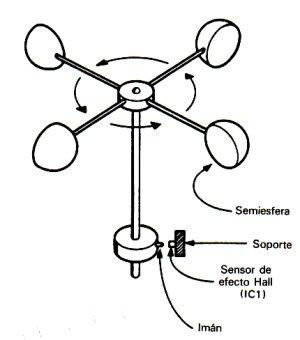 Semiesfera
Soporte
Sensor de
efecto Hall
(IC1)
Imán